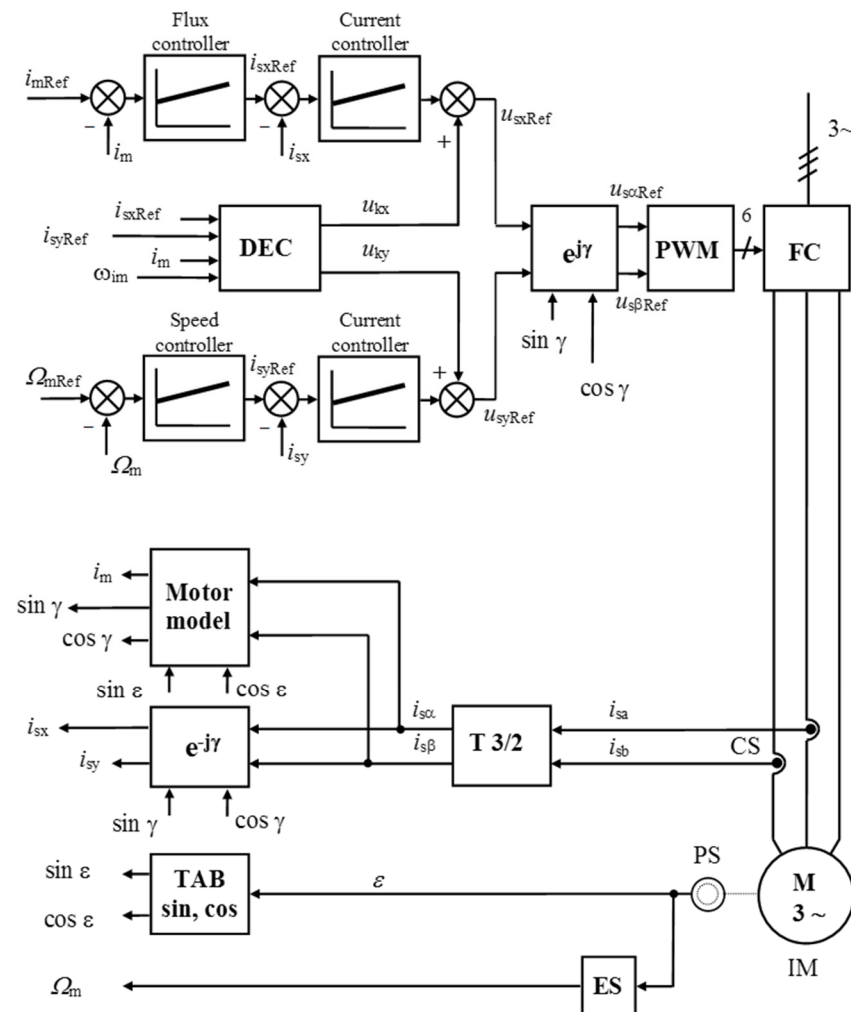 Flux
controller
Current
controller
i_mRef
i_sxRef
u_sxRef
3~
−
i_m
−
i_sx
+
i_sxRef
i_syRef
i_m
ω_im
DEC
u_kx
u_ky
e^jγ
u_sαRef
u_sβRef
PWM
6
FC
sin γ
cos γ
Speed
controller
Current
controller
Ω_mRef
i_syRef
+
u_syRef
−
Ω_m
−
i_sy
i_m
sin γ
cos γ
Motor
model
sin ε
cos ε
i_sx
i_sy
e^-jγ
i_sα
i_sβ
T 3/2
i_sa
i_sb
CS
sin γ
cos γ
sin ε
cos ε
TAB
sin, cos
ε
PS
M
3 ~
IM
Ω_m
ES